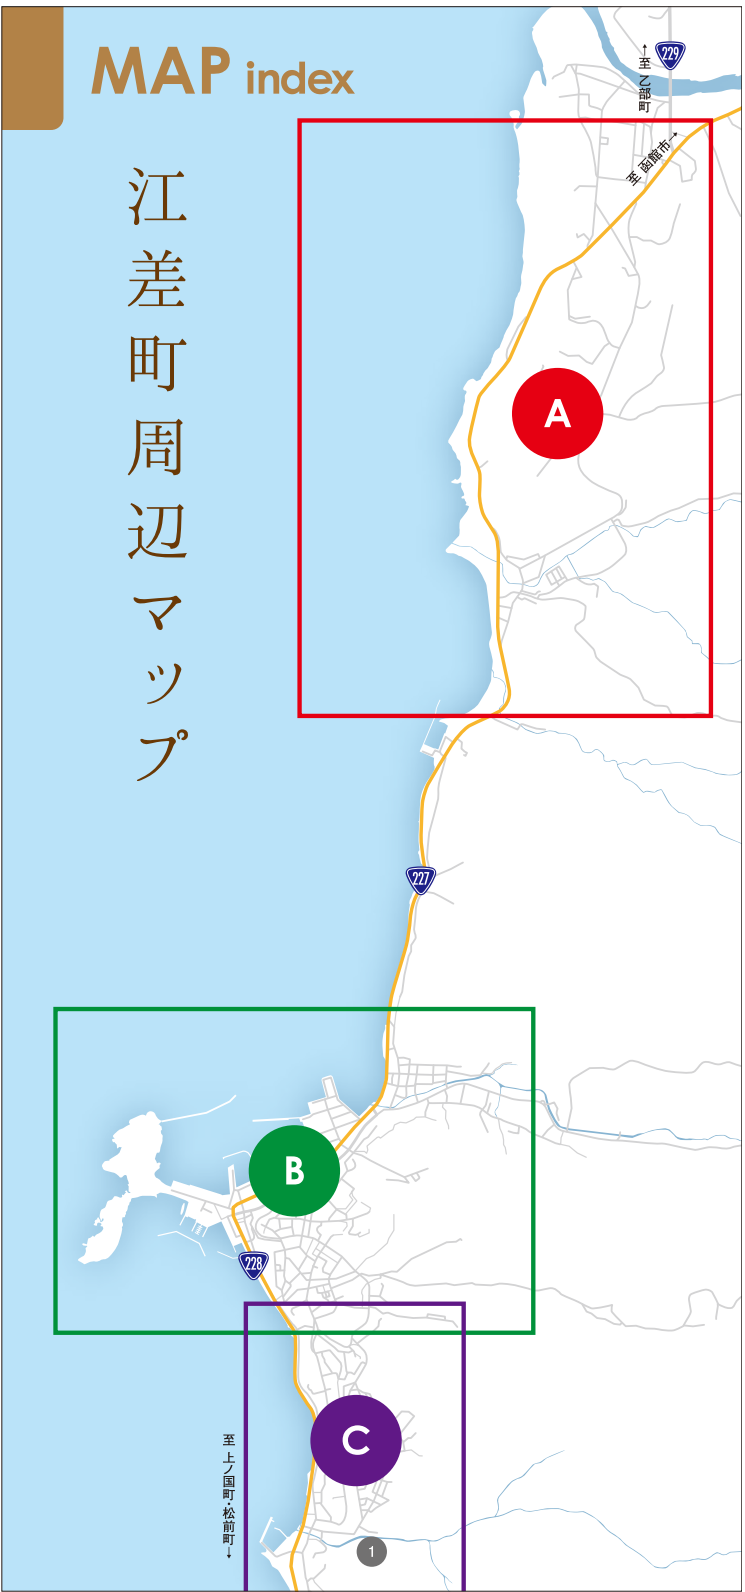 MAP index
江差町周辺マップ
229
↑至 乙部町
至 函館市→
A
227
B
228
C
至 上ノ国町・松前町↓
1